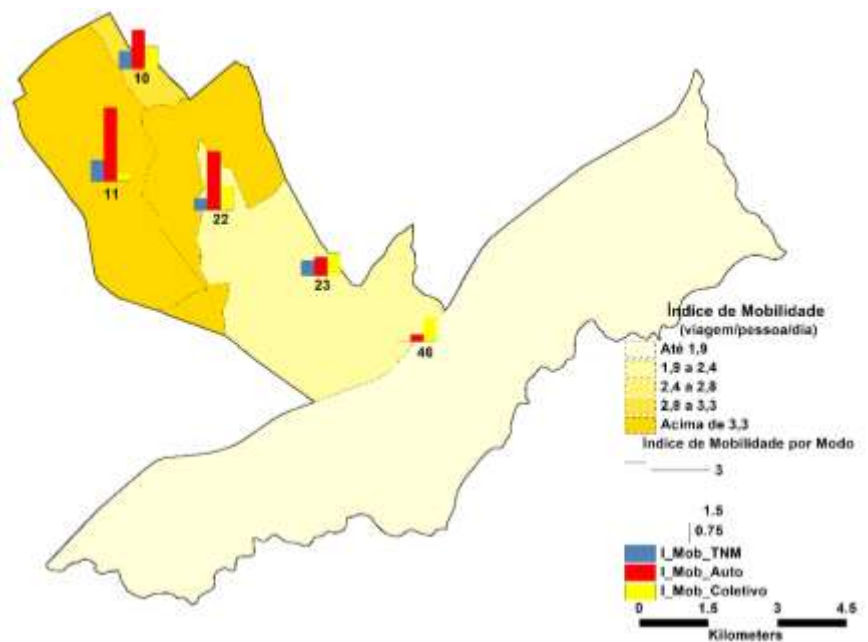 10
11
22
23
46
Índice de Mobilidade
(viagem/pessoa/dia)
Até 1,9
1,9 a 2,4
2,4 a 2,8
2,8 a 3,3
Acima de 3,3
Índice de Mobilidade por Modo
3
1.5
0.75
I_Mob_TNM
I_Mob_Auto
I_Mob_Coletivo
0 1.5 3 4.5
Kilometers